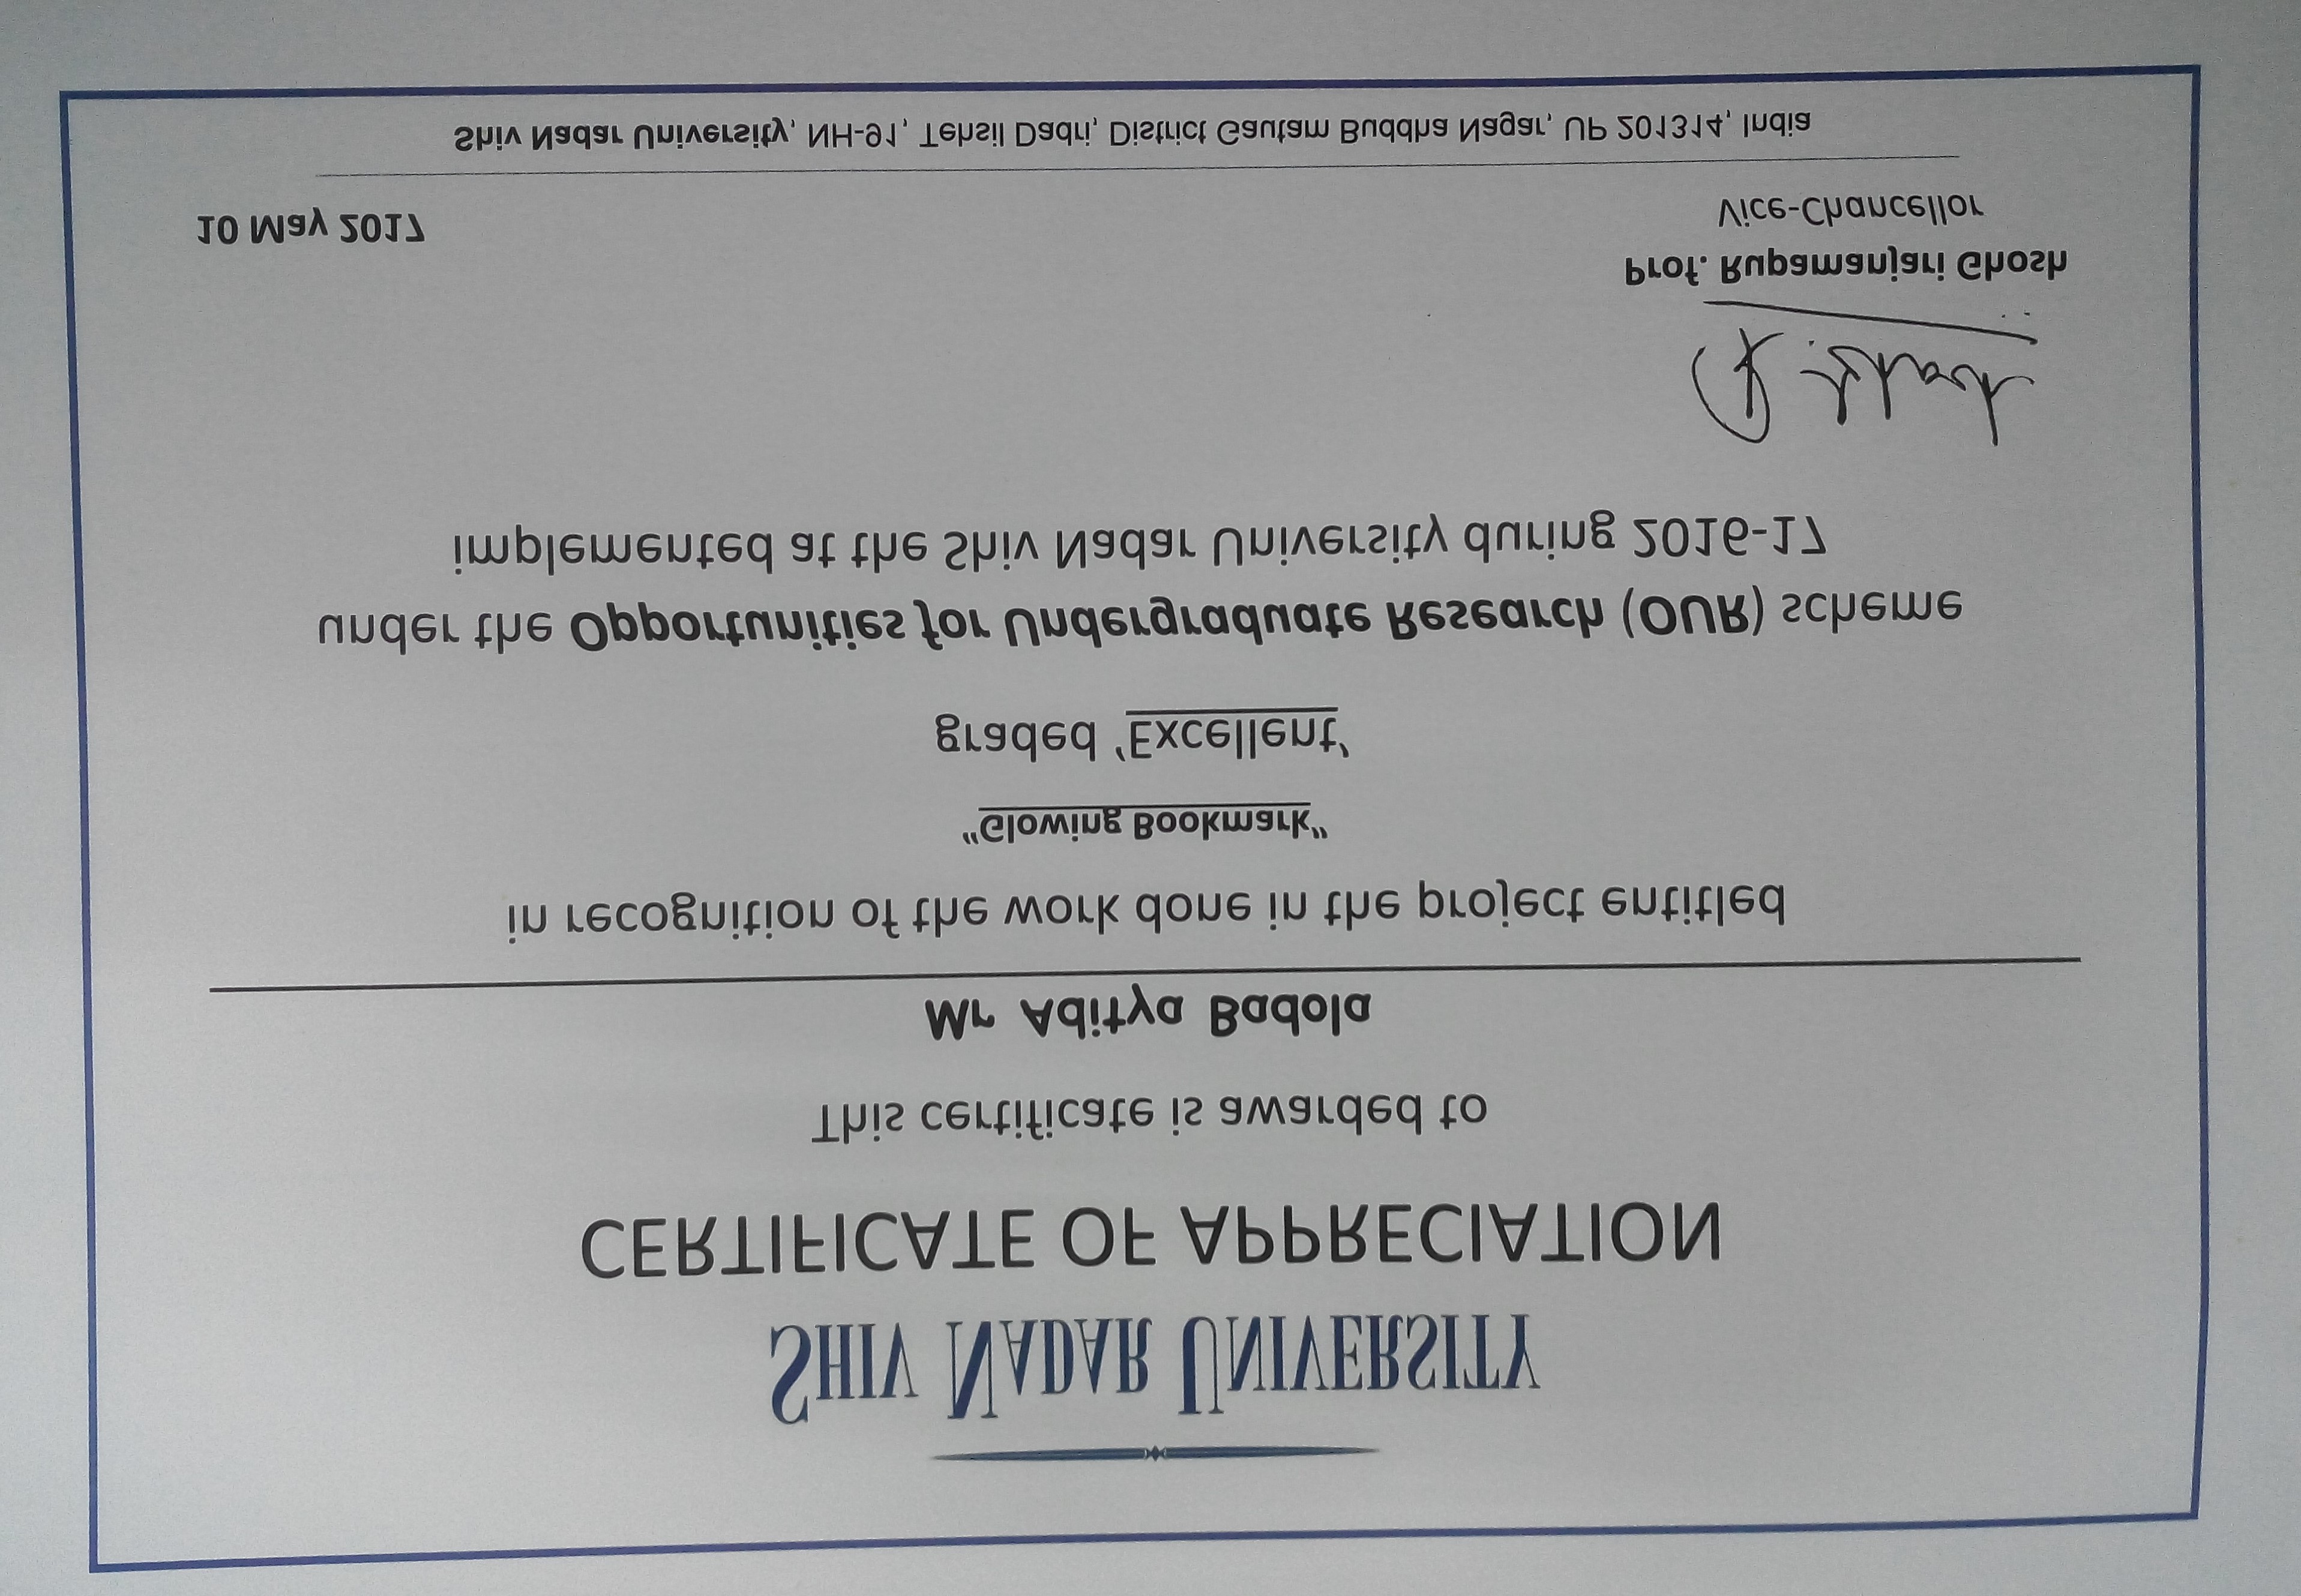 SHIV NADAR UNIVERSITY
CERTIFICATE OF APPRECIATION
This certificate is awarded to
Mr Aditya Badola
in recognition of the work done in the project entitled
"Glowing Bookmark"
graded 'Excellent'
under the Opportunities for Undergraduate Research (OUR) scheme
implemented at the Shiv Nadar University during 2016-17
R. Ghosh
Prof. Rupamanjari Ghosh
Vice-Chancellor
10 May 2017
Shiv Nadar University, NH-91, Tehsil Dadri, District Gautam Buddha Nagar, UP 201314, India